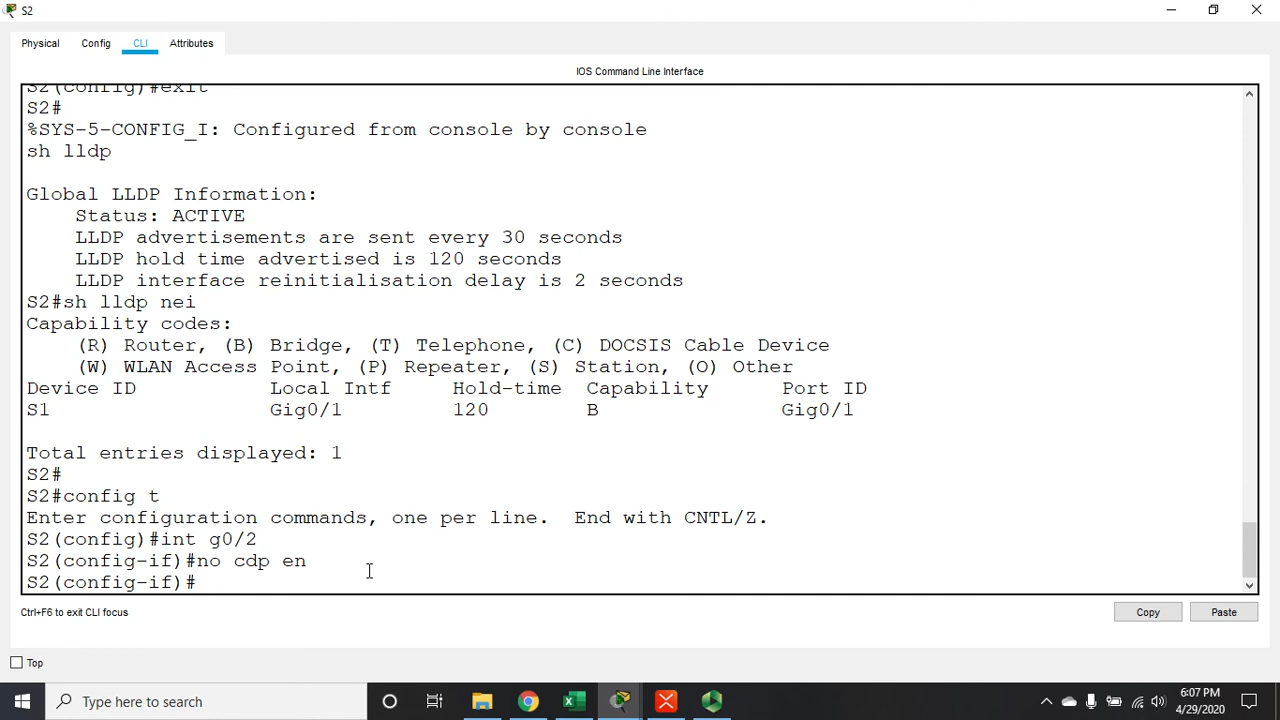 S2
Physical Config CLI Attributes
IOS Command Line Interface
S2(config)#exit
S2#
%SYS-5-CONFIG_I: Configured from console by console
sh lldp
Global LLDP Information:
Status: ACTIVE
LLDP advertisements are sent every 30 seconds
LLDP hold time advertised is 120 seconds
LLDP interface reinitialisation delay is 2 seconds
S2#sh lldp nei
Capability codes:
(R) Router, (B) Bridge, (T) Telephone, (C) DOCSIS Cable Device
(W) WLAN Access Point, (P) Repeater, (S) Station, (O) Other
Device ID Local Intf Hold-time Capability Port ID
S1 Gig0/1 120 B Gig0/1
Total entries displayed: 1
S2#
S2#config t
Enter configuration commands, one per line. End with CNTL/Z.
S2(config)#int g0/2
S2(config-if)#no cdp en
S2(config-if)#
Ctrl+F6 to exit CLI focus
Copy Paste
Top
Type here to search
6:07 PM
4/29/2020